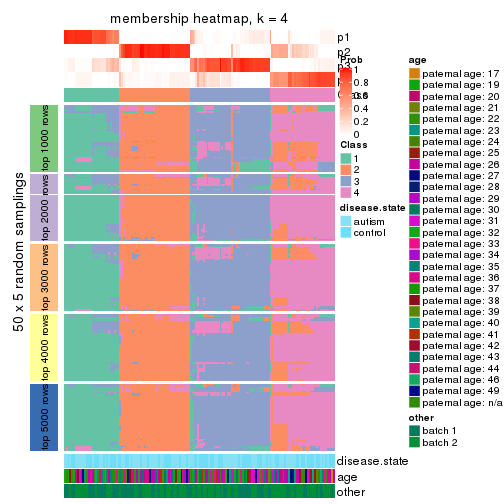 membership heatmap, k = 4
p1
p2
p3
Prob
1
0.8
0.6
0.4
0.2
0
Class
1
2
3
4
disease.state
autism
control
age
paternal age: 17
paternal age: 19
paternal age: 20
paternal age: 21
paternal age: 22
paternal age: 23
paternal age: 24
paternal age: 25
paternal age: 26
paternal age: 27
paternal age: 28
paternal age: 29
paternal age: 30
paternal age: 31
paternal age: 32
paternal age: 33
paternal age: 34
paternal age: 35
paternal age: 36
paternal age: 37
paternal age: 38
paternal age: 39
paternal age: 40
paternal age: 41
paternal age: 42
paternal age: 43
paternal age: 44
paternal age: 46
paternal age: 49
paternal age: n/a
other
batch 1
batch 2
50 x 5 random samplings
top 1000 rows
top 2000 rows
top 3000 rows
top 4000 rows
top 5000 rows
disease.state
age
other